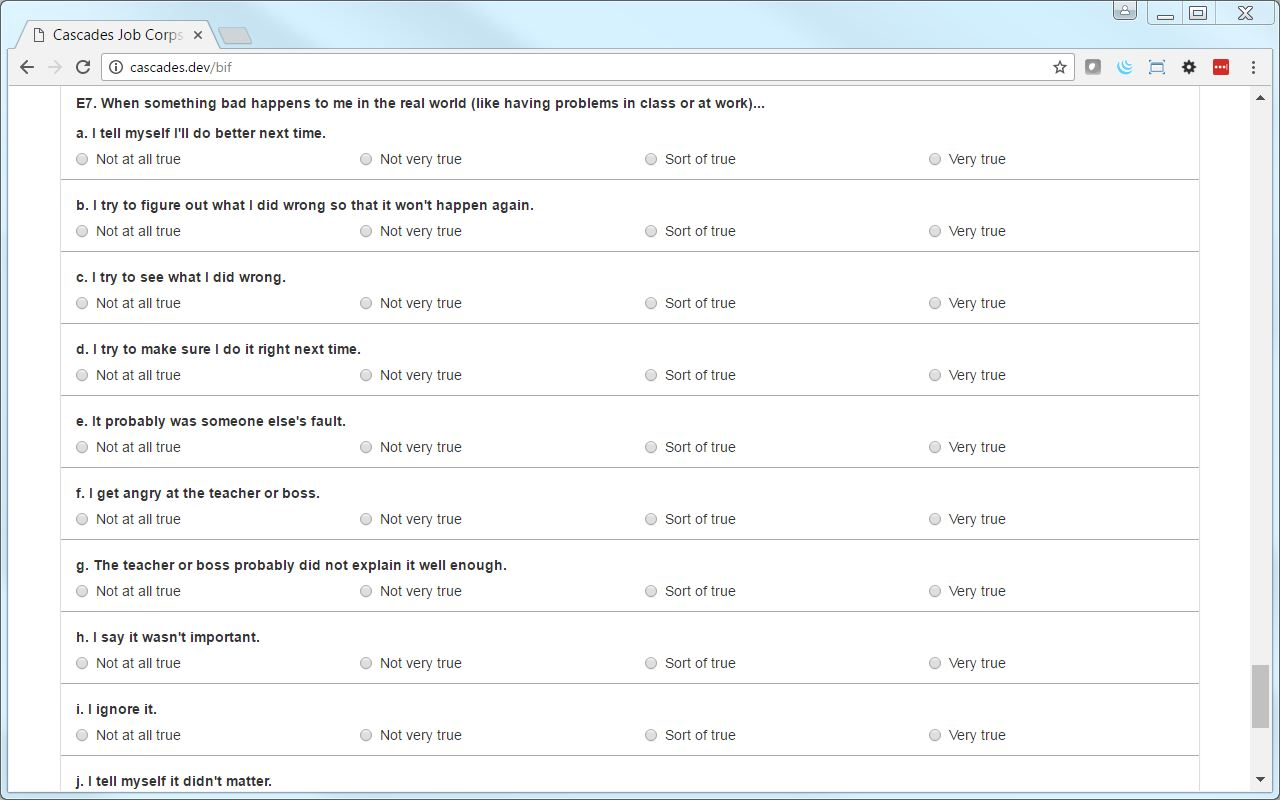 Cascades Job Corps
cascades.dev/bif
E7. When something bad happens to me in the real world (like having problems in class or at work)...
a. I tell myself I'll do better next time.
Not at all true Not very true Sort of true Very true
b. I try to figure out what I did wrong so that it won't happen again.
Not at all true Not very true Sort of true Very true
c. I try to see what I did wrong.
Not at all true Not very true Sort of true Very true
d. I try to make sure I do it right next time.
Not at all true Not very true Sort of true Very true
e. It probably was someone else's fault.
Not at all true Not very true Sort of true Very true
f. I get angry at the teacher or boss.
Not at all true Not very true Sort of true Very true
g. The teacher or boss probably did not explain it well enough.
Not at all true Not very true Sort of true Very true
h. I say it wasn't important.
Not at all true Not very true Sort of true Very true
i. I ignore it.
Not at all true Not very true Sort of true Very true
j. I tell myself it didn't matter.